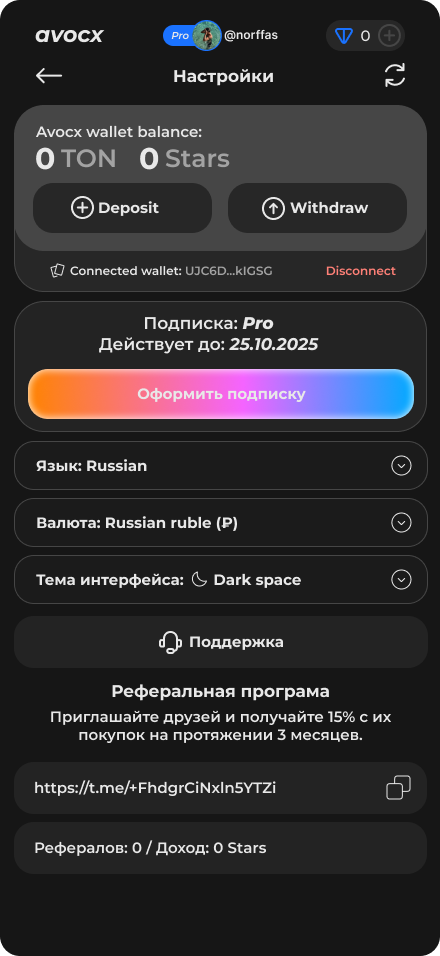 avocx
Pro @norffas
0
Настройки
Avocx wallet balance:
0 TON 0 Stars
Deposit
Withdraw
Connected wallet: UJC6D...kIGSG
Disconnect
Подписка: Pro
Действует до: 25.10.2025
Оформить подписку
Язык: Russian
Валюта: Russian ruble (₽)
Тема интерфейса: Dark space
Поддержка
Реферальная програма
Приглашайте друзей и получайте 15% с их
покупок на протяжении 3 месяцев.
https://t.me/+FhdgrCiNxln5YTZi
Рефералов: 0 / Доход: 0 Stars